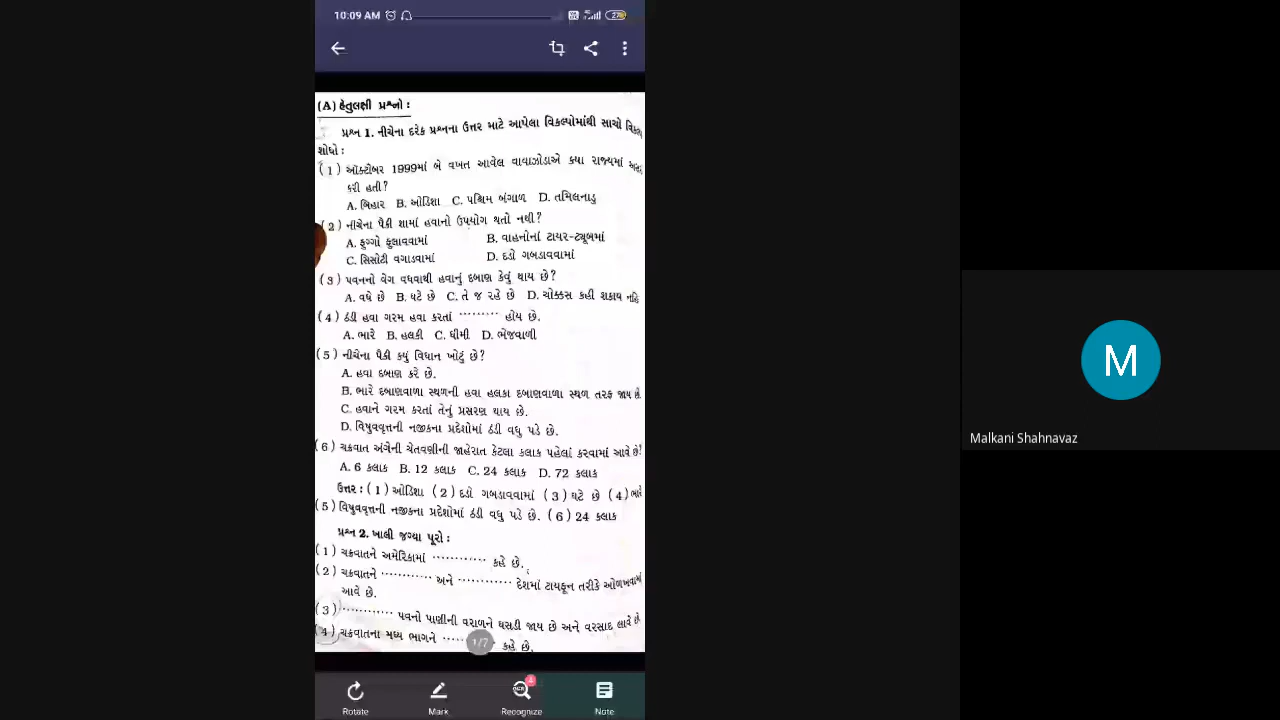 10:09 AM
27
(A) હેતુલક્ષી પ્રશ્નો :
પ્રશ્ન 1. નીચેના દરેક પ્રશ્નના ઉત્તર માટે આપેલા વિકલ્પોમાંથી સાચો
શોધો :
(1) ઑક્ટોબર 1999માં બે વખત આવેલ વાવાઝોડાએ કયા રાજ્યમાં
કરી હતી?
A. બિહાર B. ઓડિશા C. પશ્ચિમ બંગાળ D. તમિલનાડુ
(2) નીચેના પૈકી શામાં હવાનો ઉપયોગ થતો નથી?
A. ફુગ્ગો ફુલાવવામાં B. વાહનોનાં ટાયર-ટ્યૂબમાં
C. સિસોટી વગાડવામાં D. દડો ગબડાવવામાં
(3) પવનનો વેગ વધવાથી હવાનું દબાણ કેવું થાય છે?
A. વધે છે B. ઘટે છે C. તે જ રહે છે D. ચોક્કસ કહી શકાય નહિ
(4) ઠંડી હવા ગરમ હવા કરતાં ......... હોય છે.
A. ભારે B. હલકી C. ધીમી D. ભેજવાળી
(5) નીચેના પૈકી કયું વિધાન ખોટું છે?
A. હવા દબાણ કરે છે.
B. ભારે દબાણવાળા સ્થળની હવા હલકા દબાણવાળા સ્થળ તરફ જાય છે.
C. હવાને ગરમ કરતાં તેનું પ્રસરણ થાય છે.
D. વિષુવવૃત્તની નજીકના પ્રદેશોમાં ઠંડી વધુ પડે છે.
(6) ચક્રવાત અંગેની ચેતવણીની જાહેરાત કેટલા કલાક પહેલાં કરવામાં આવે છે?
A. 6 કલાક B. 12 કલાક C. 24 કલાક D. 72 કલાક
ઉત્તર : (1) ઓડિશા (2) દડો ગબડાવવામાં (3) ઘટે છે (4) ભારે
(5) વિષુવવૃત્તની નજીકના પ્રદેશોમાં ઠંડી વધુ પડે છે. (6) 24 કલાક
પ્રશ્ન 2. ખાલી જગ્યા પૂરો :
(1) ચક્રવાતને અમેરિકામાં ............ કહે છે.
(2) ચક્રવાતને ............ અને ............ દેશમાં ટાયફૂન તરીકે ઓળખવામાં
આવે છે.
(3) ............ પવનો પાણીની વરાળને ઘસડી જાય છે અને વરસાદ લાવે છે
(4) ચક્રવાતના મધ્ય ભાગને ...... કહે છે.
1/7
Rotate
Mark
OCR
4
Recognize
Note
M
Malkani Shahnavaz